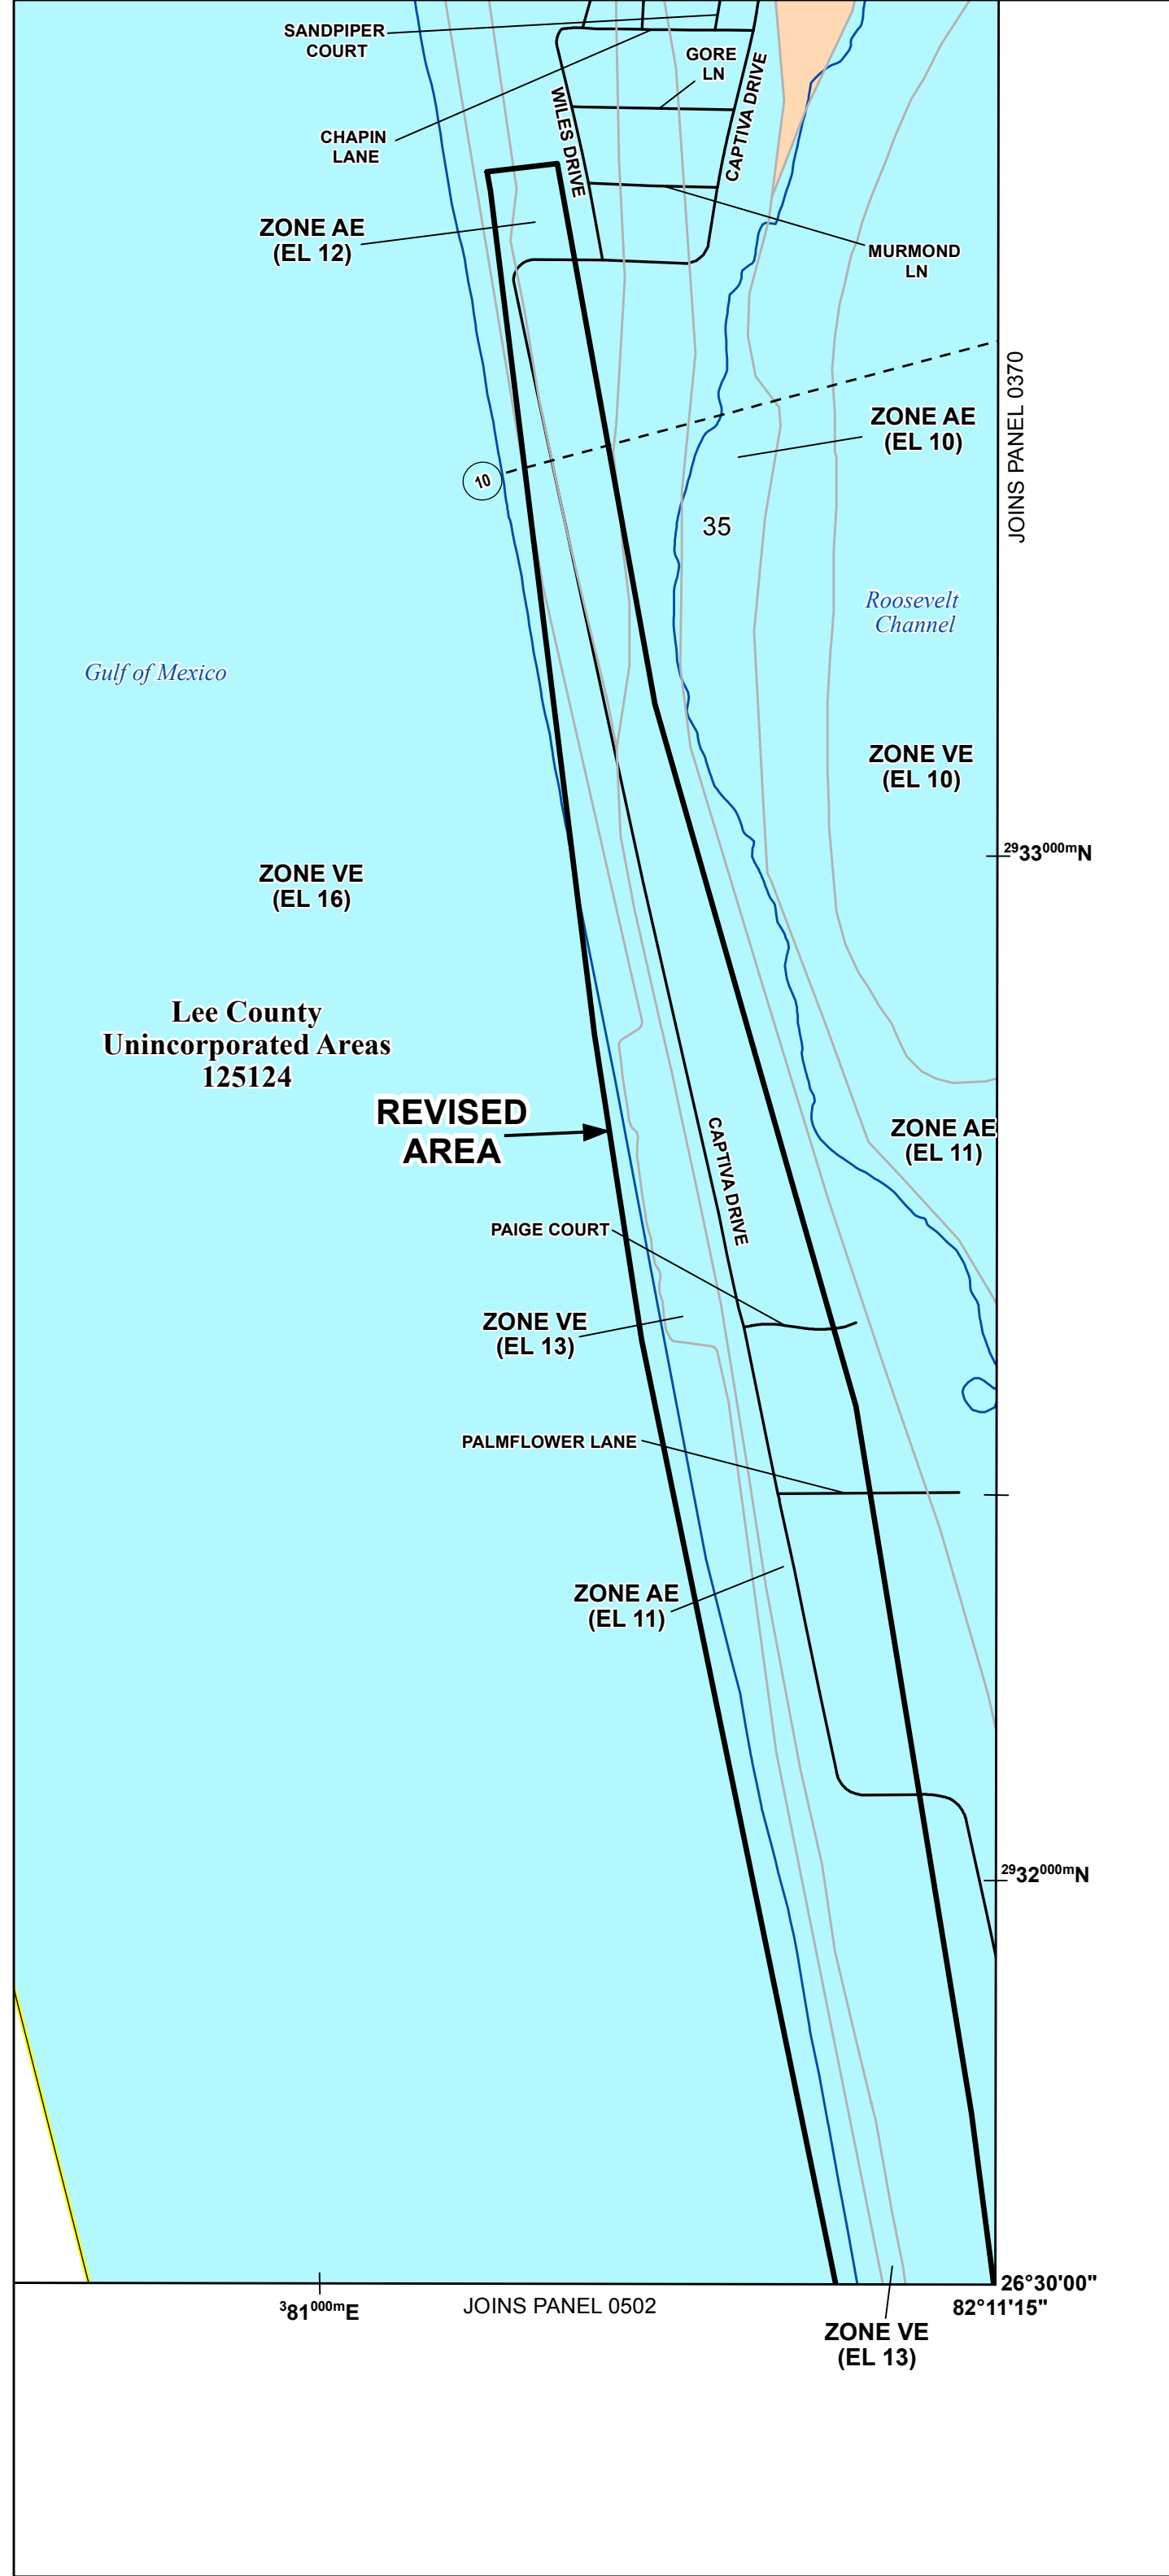 SANDPIPER
COURT
GORE
LN
CHAPIN
LANE
WILES DRIVE
CAPTIVA DRIVE
ZONE AE
(EL 12)
MURMOND
LN
JOINS PANEL 0370
ZONE AE
(EL 10)
10
35
Roosevelt
Channel
Gulf of Mexico
ZONE VE
(EL 10)
2933000mN
ZONE VE
(EL 16)
Lee County
Unincorporated Areas
125124
REVISED
AREA
ZONE AE
(EL 11)
CAPTIVA DRIVE
PAIGE COURT
ZONE VE
(EL 13)
PALMFLOWER LANE
ZONE AE
(EL 11)
2932000mN
26°30'00"
82°11'15"
381000mE
JOINS PANEL 0502
ZONE VE
(EL 13)